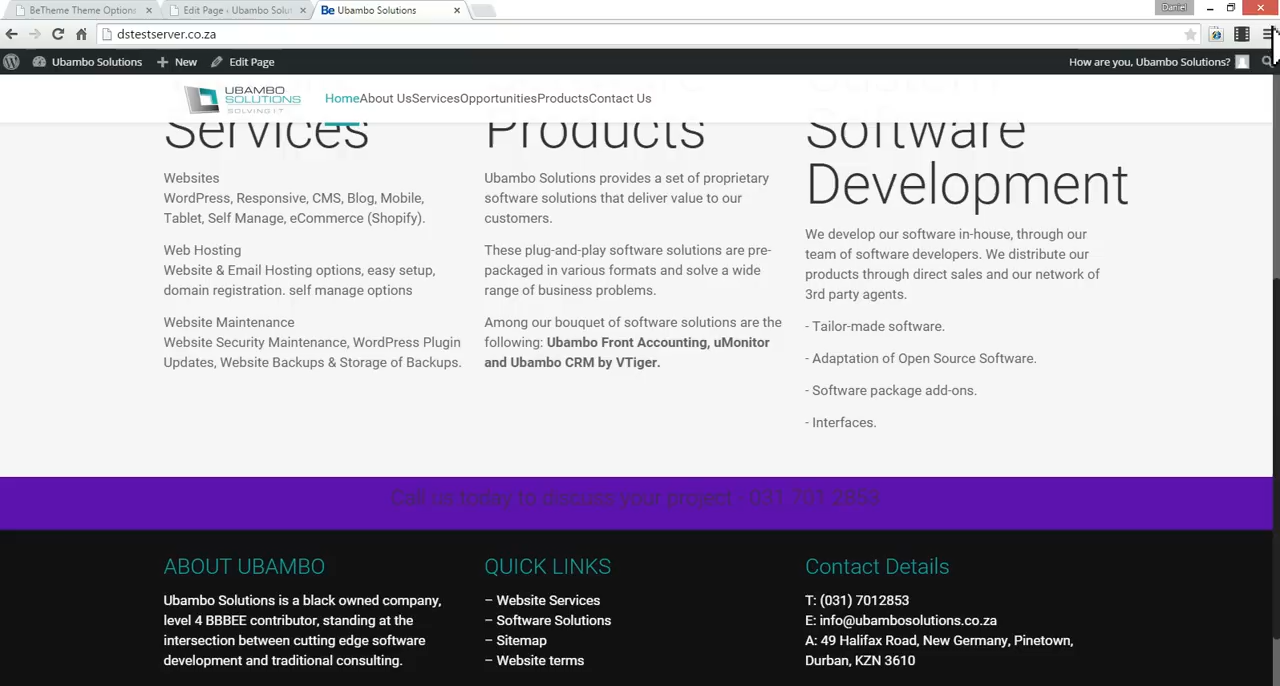 BeTheme Theme Options
Edit Page ‹ Ubambo Solut
Be Ubambo Solutions
Daniel
dstestserver.co.za
Ubambo Solutions
New
Edit Page
How are you, Ubambo Solutions?
UBAMBO
SOLUTIONS
SOLVING IT
Home
About Us
Services
Opportunities
Products
Contact Us
Services
Websites
WordPress, Responsive, CMS, Blog, Mobile,
Tablet, Self Manage, eCommerce (Shopify).
Web Hosting
Website & Email Hosting options, easy setup,
domain registration. self manage options
Website Maintenance
Website Security Maintenance, WordPress Plugin
Updates, Website Backups & Storage of Backups.
Products
Ubambo Solutions provides a set of proprietary
software solutions that deliver value to our
customers.
These plug-and-play software solutions are pre-
packaged in various formats and solve a wide
range of business problems.
Among our bouquet of software solutions are the
following: Ubambo Front Accounting, uMonitor
and Ubambo CRM by VTiger.
Software
Development
We develop our software in-house, through our
team of software developers. We distribute our
products through direct sales and our network of
3rd party agents.
- Tailor-made software.
- Adaptation of Open Source Software.
- Software package add-ons.
- Interfaces.
Call us today to discuss your project - 031 701 2853
ABOUT UBAMBO
Ubambo Solutions is a black owned company,
level 4 BBBEE contributor, standing at the
intersection between cutting edge software
development and traditional consulting.
QUICK LINKS
– Website Services
– Software Solutions
– Sitemap
– Website terms
Contact Details
T: (031) 7012853
E: info@ubambosolutions.co.za
A: 49 Halifax Road, New Germany, Pinetown,
Durban, KZN 3610